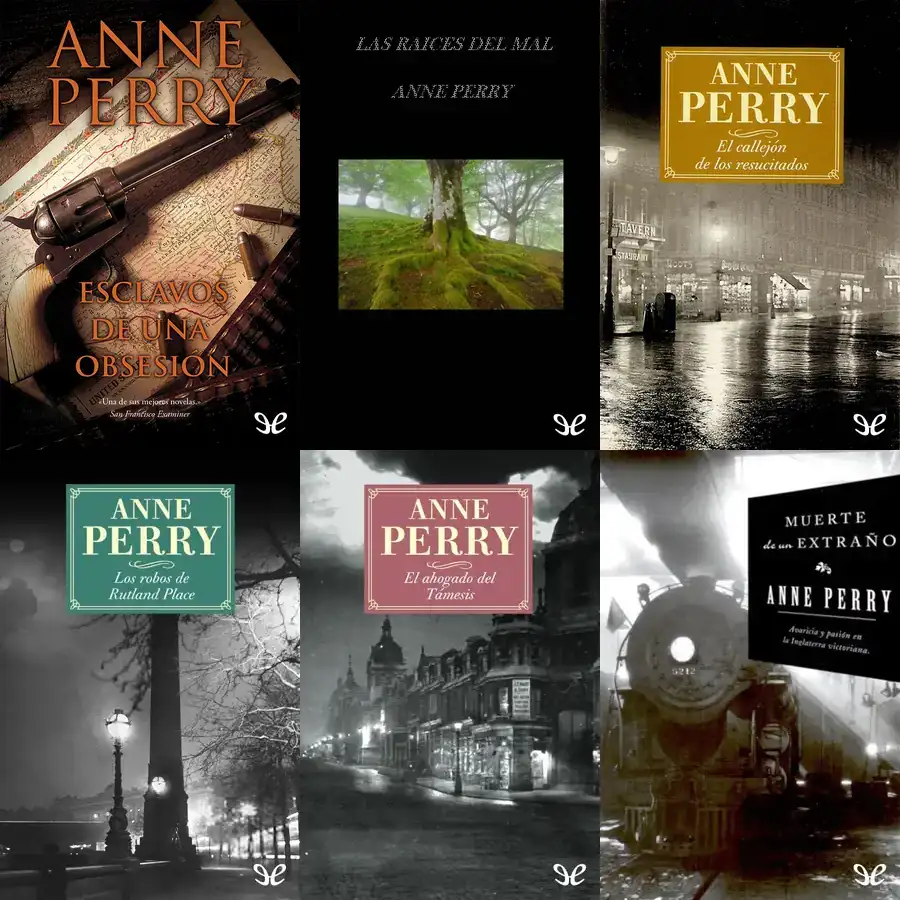 ANNE
PERRY
ESCLAVOS
DE UNA
OBSESIÓN
«Una de sus mejores novelas.»
San Francisco Examiner
LAS RAICES DEL MAL
ANNE PERRY
ANNE
PERRY
El callejón
de los resucitados
TAVERN
STAURANT
ANNE
PERRY
Los robos de
Rutland Place
ANNE
PERRY
El ahogado del
Támesis
MUERTE
de un EXTRAÑO
ANNE PERRY
Avaricia y pasión en
la Inglaterra victoriana.
5212